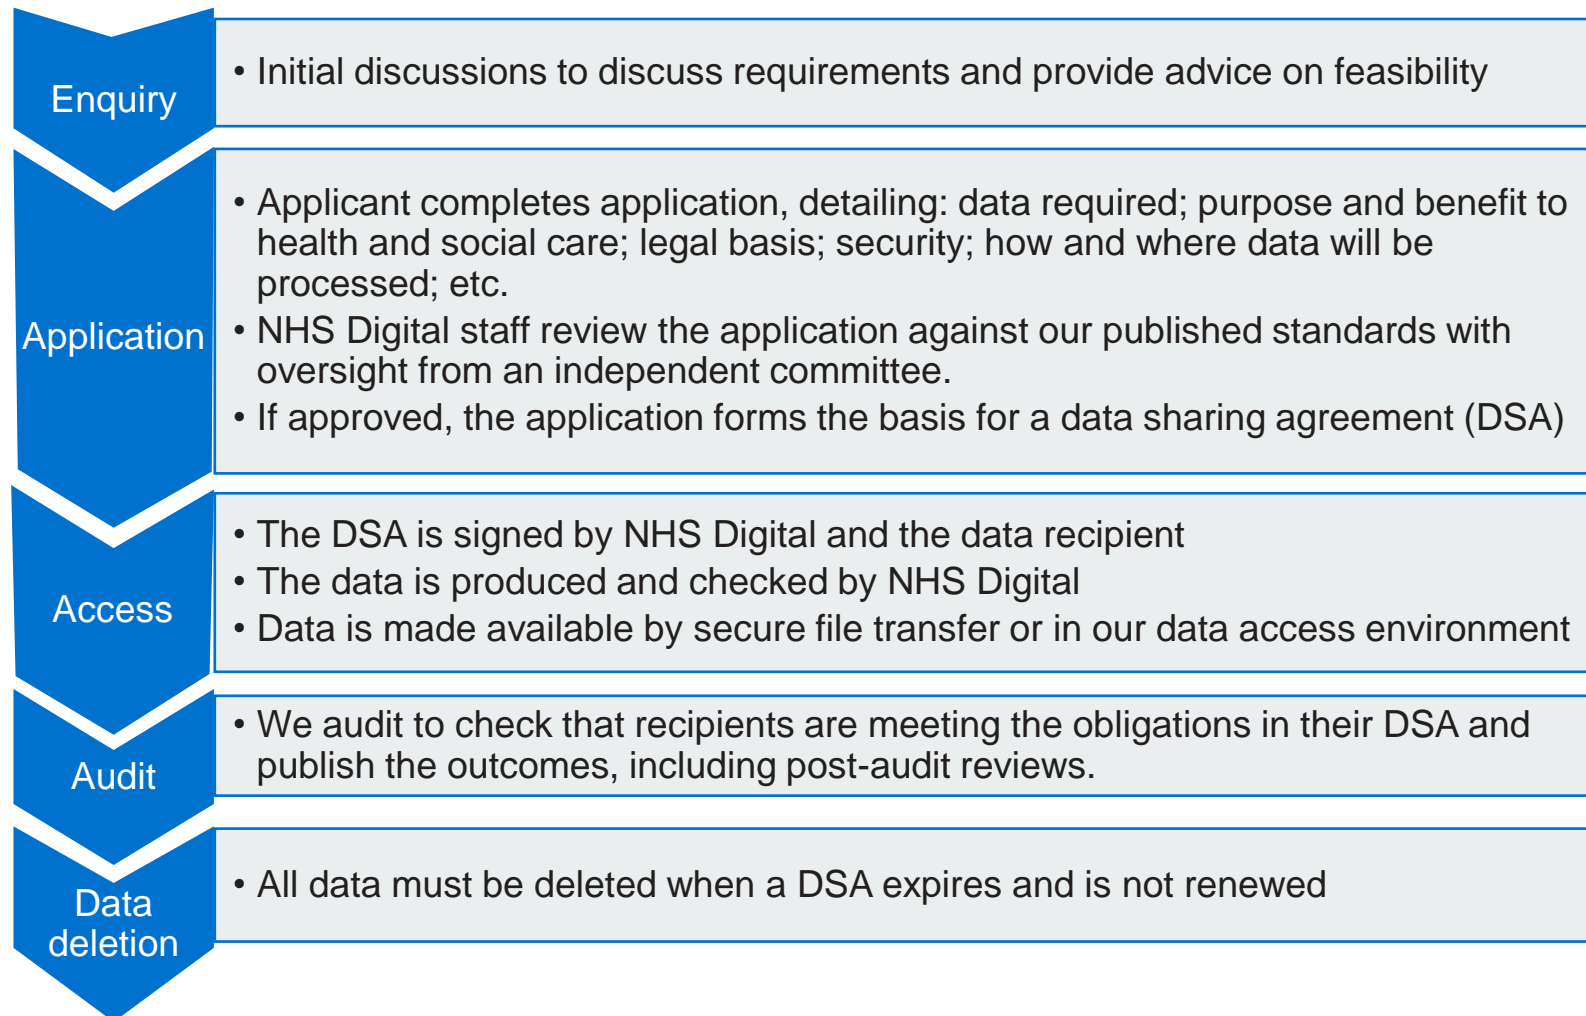 Enquiry
• Initial discussions to discuss requirements and provide advice on feasibility
Application
• Applicant completes application, detailing: data required; purpose and benefit to
health and social care; legal basis; security; how and where data will be
processed; etc.
• NHS Digital staff review the application against our published standards with
oversight from an independent committee.
• If approved, the application forms the basis for a data sharing agreement (DSA)
Access
• The DSA is signed by NHS Digital and the data recipient
• The data is produced and checked by NHS Digital
• Data is made available by secure file transfer or in our data access environment
Audit
• We audit to check that recipients are meeting the obligations in their DSA and
publish the outcomes, including post-audit reviews.
Data
deletion
• All data must be deleted when a DSA expires and is not renewed